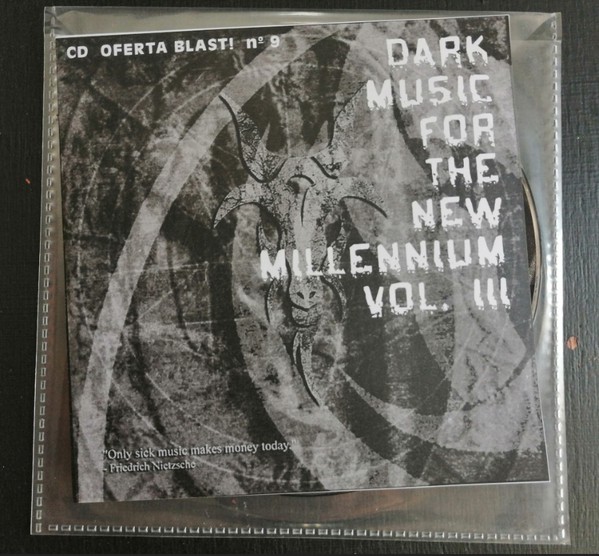 CD OFERTA BLAST! nº 9
DARK
MUSIC
FOR
THE
NEW
MILLENNIUM
VOL. III
"Only sick music makes money today."
- Friedrich Nietzsche